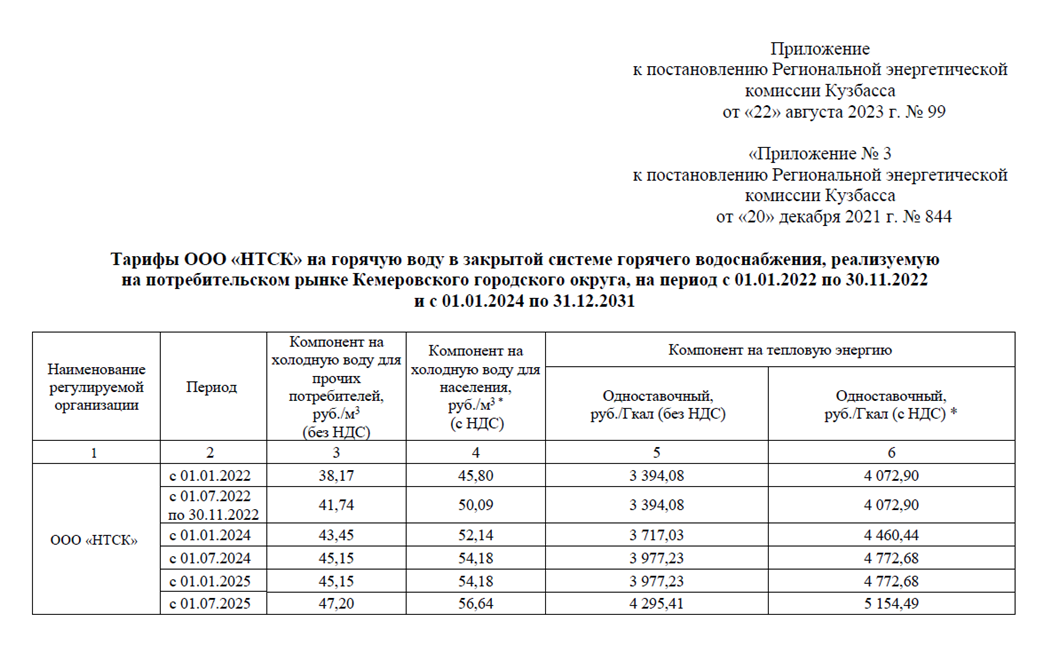 Приложение
к постановлению Региональной энергетической
комиссии Кузбасса
от «22» августа 2023 г. № 99
«Приложение № 3
к постановлению Региональной энергетической
комиссии Кузбасса
от «20» декабря 2021 г. № 844
Тарифы ООО «НТСК» на горячую воду в закрытой системе горячего водоснабжения, реализуемую
на потребительском рынке Кемеровского городского округа, на период с 01.01.2022 по 30.11.2022
и с 01.01.2024 по 31.12.2031
Наименование
регулируемой
организации
Период
Компонент на
холодную воду для
прочих
потребителей,
руб./м³
(без НДС)
Компонент на
холодную воду для
населения,
руб./м³ *
(с НДС)
Компонент на тепловую энергию
Одноставочный,
руб./Гкал (без НДС)
Одноставочный,
руб./Гкал (с НДС) *
1 2 3 4 5 6
ООО «НТСК»
с 01.01.2022 38,17 45,80 3 394,08 4 072,90
с 01.07.2022
по 30.11.2022 41,74 50,09 3 394,08 4 072,90
с 01.01.2024 43,45 52,14 3 717,03 4 460,44
с 01.07.2024 45,15 54,18 3 977,23 4 772,68
с 01.01.2025 45,15 54,18 3 977,23 4 772,68
с 01.07.2025 47,20 56,64 4 295,41 5 154,49